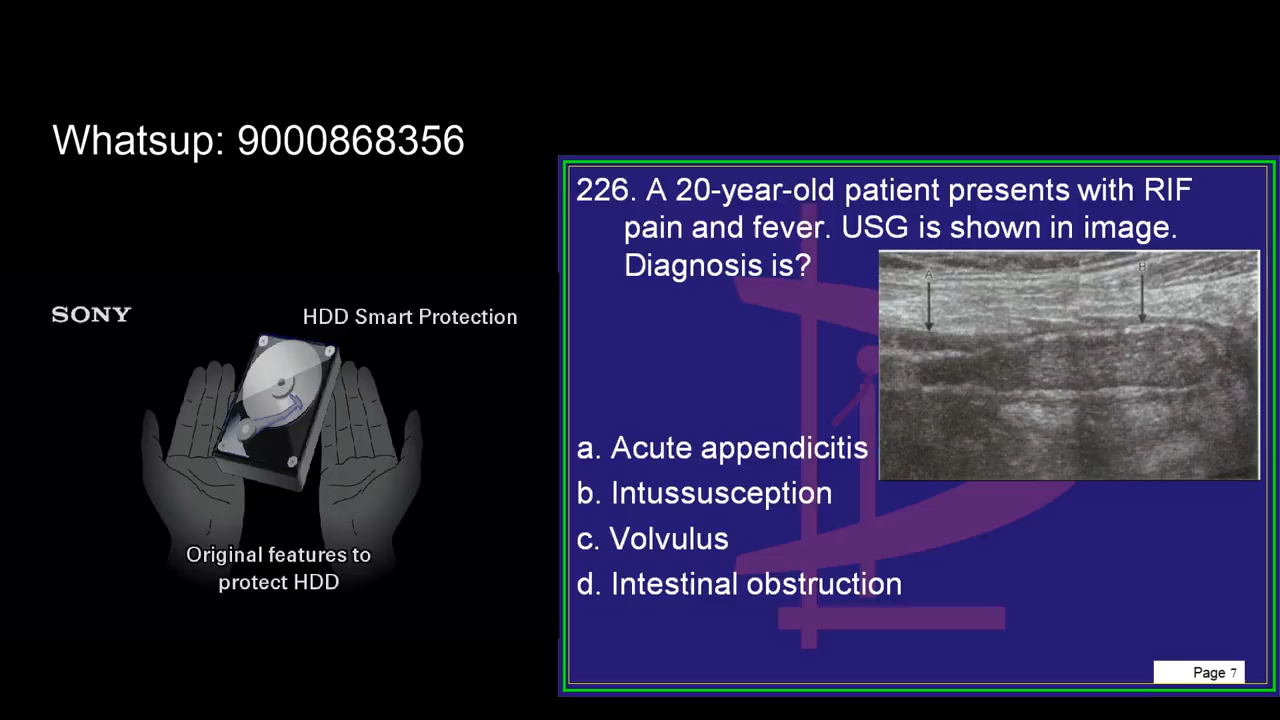 Whatsup: 9000868356
SONY
HDD Smart Protection
Original features to
protect HDD
226. A 20-year-old patient presents with RIF
pain and fever. USG is shown in image.
Diagnosis is?
A
B
a. Acute appendicitis
b. Intussusception
c. Volvulus
d. Intestinal obstruction
Page 7